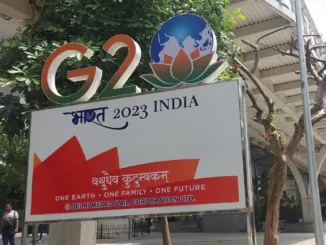 G20
भारत 2023 INDIA
वसुधैव कुटुम्बकम्
ONE EARTH • ONE FAMILY • ONE FUTURE
DELHI METRO RAIL CORPORATION LTD.